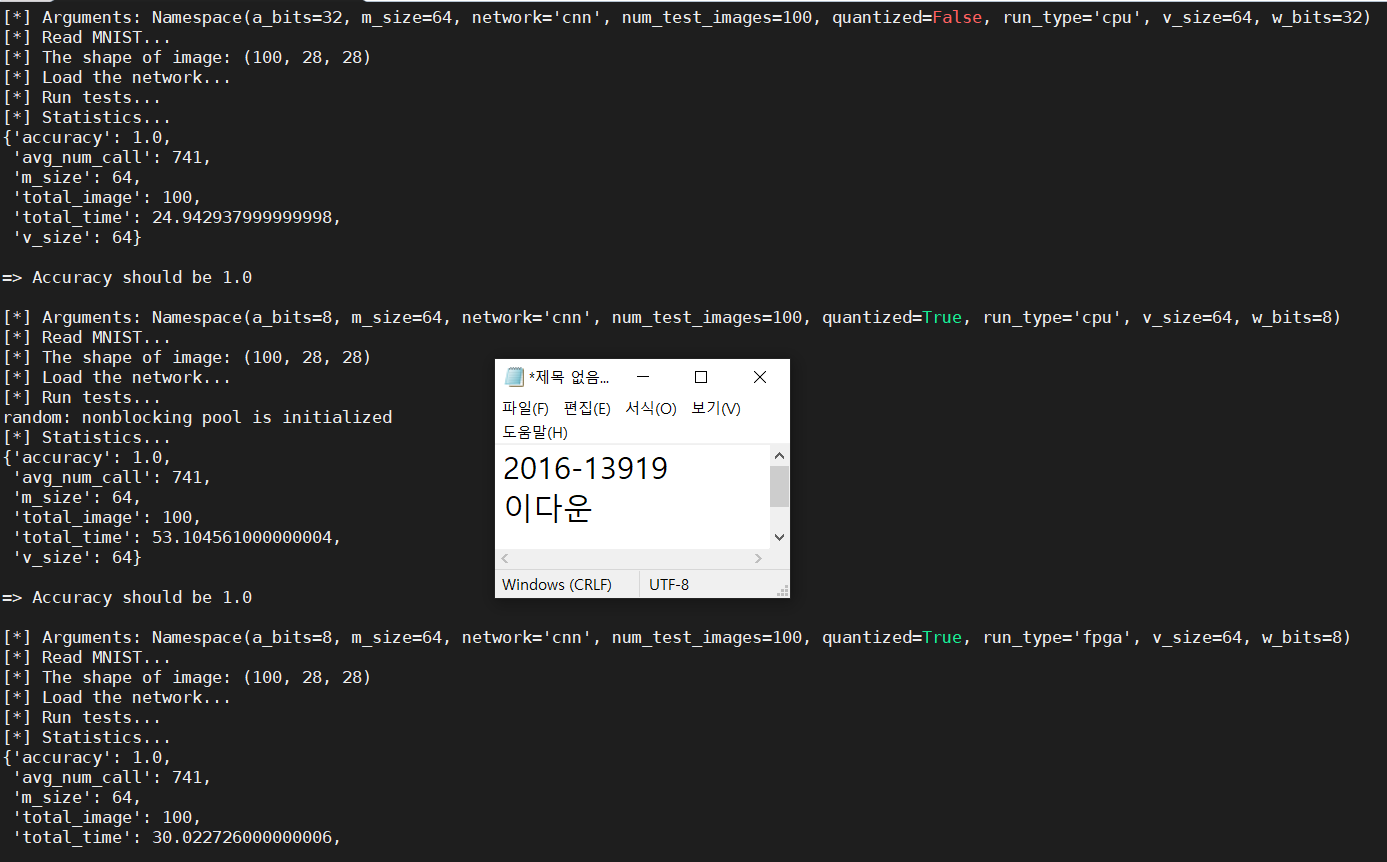 [*] Arguments: Namespace(a_bits=32, m_size=64, network='cnn', num_test_images=100, quantized=False, run_type='cpu', v_size=64, w_bits=32)
[*] Read MNIST...
[*] The shape of image: (100, 28, 28)
[*] Load the network...
[*] Run tests...
[*] Statistics...
{'accuracy': 1.0,
 'avg_num_call': 741,
 'm_size': 64,
 'total_image': 100,
 'total_time': 24.942937999999998,
 'v_size': 64}
=> Accuracy should be 1.0
[*] Arguments: Namespace(a_bits=8, m_size=64, network='cnn', num_test_images=100, quantized=True, run_type='cpu', v_size=64, w_bits=8)
[*] Read MNIST...
[*] The shape of image: (100, 28, 28)
[*] Load the network...
[*] Run tests...
random: nonblocking pool is initialized
[*] Statistics...
{'accuracy': 1.0,
 'avg_num_call': 741,
 'm_size': 64,
 'total_image': 100,
 'total_time': 53.104561000000004,
 'v_size': 64}
=> Accuracy should be 1.0
[*] Arguments: Namespace(a_bits=8, m_size=64, network='cnn', num_test_images=100, quantized=True, run_type='fpga', v_size=64, w_bits=8)
[*] Read MNIST...
[*] The shape of image: (100, 28, 28)
[*] Load the network...
[*] Run tests...
[*] Statistics...
{'accuracy': 1.0,
 'avg_num_call': 741,
 'm_size': 64,
 'total_image': 100,
 'total_time': 30.022726000000006,
*제목 없음...
파일(F) 편집(E) 서식(O) 보기(V)
도움말(H)
2016-13919
이다운
Windows (CRLF) UTF-8